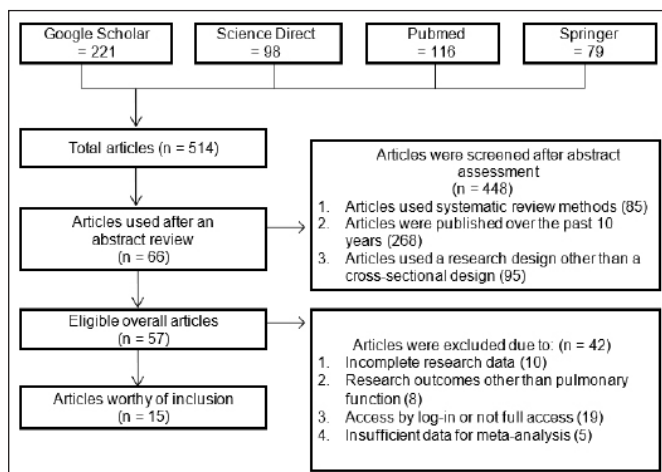 Google Scholar
= 221
Science Direct
= 98
Pubmed
= 116
Springer
= 79
Total articles (n = 514)
Articles were screened after abstract
assessment
(n = 448)
1. Articles used systematic review methods (85)
2. Articles were published over the past 10
years (268)
3. Articles used a research design other than a
cross-sectional design (95)
Articles used after an
abstract review
(n = 66)
Eligible overall articles
(n = 57)
Articles were excluded due to: (n = 42)
1. Incomplete research data (10)
2. Research outcomes other than pulmonary
function (8)
3. Access by log-in or not full access (19)
4. Insufficient data for meta-analysis (5)
Articles worthy of inclusion
(n = 15)